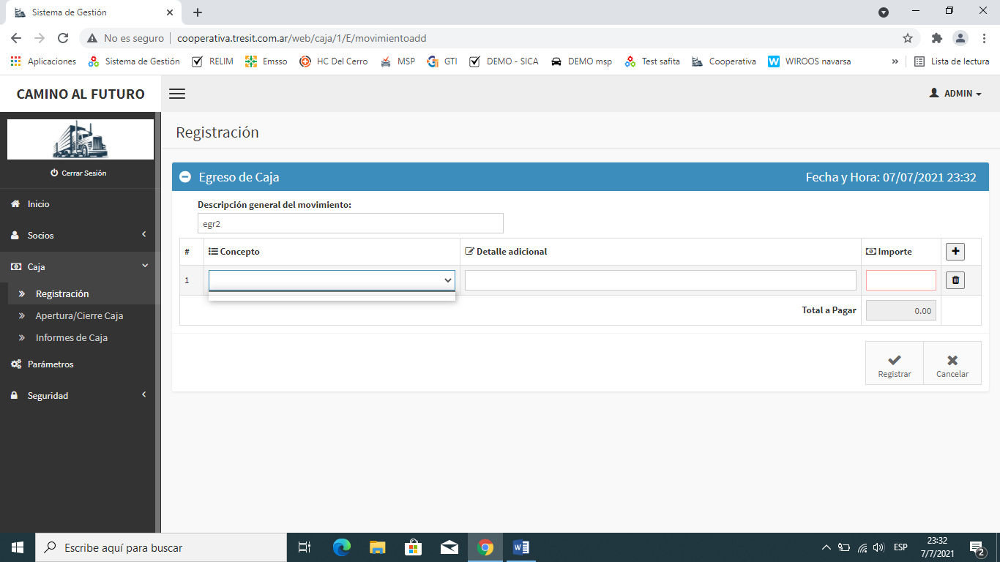 Sistema de Gestión
No es seguro
cooperativa.tresit.com.ar/web/caja/1/E/movimientoadd
Aplicaciones
Sistema de Gestión
RELIM
Emsso
HC Del Cerro
MSP
GTI
DEMO - SICA
DEMO msp
Test safita
Cooperativa
WIROOS navarsa
»
Lista de lectura
CAMINO AL FUTURO
ADMIN
Cerrar Sesión
Inicio
Socios
Caja
Registración
Apertura/Cierre Caja
Informes de Caja
Parámetros
Seguridad
Registración
Egreso de Caja
Fecha y Hora: 07/07/2021 23:32
Descripción general del movimiento:
egr2
# Concepto Detalle adicional Importe
1
Total a Pagar 0.00
Registrar
Cancelar
Escribe aquí para buscar
ESP
23:32
7/7/2021
2